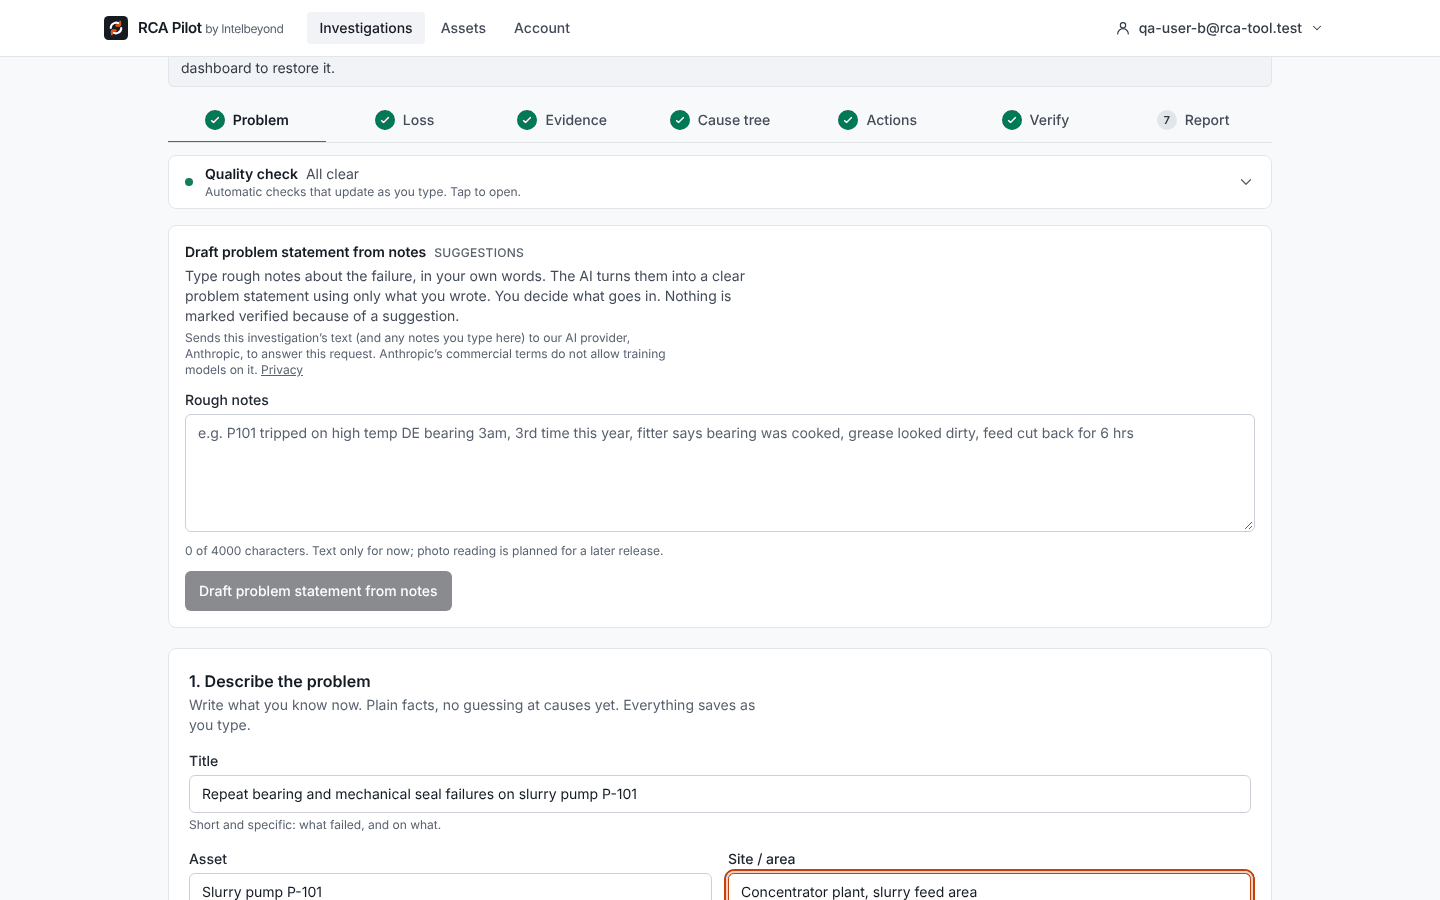 RCA Pilot by Intelbeyond
Investigations
Assets
Account
qa-user-b@rca-tool.test
dashboard to restore it.
Problem
Loss
Evidence
Cause tree
Actions
Verify
7 Report
Quality check All clear
Automatic checks that update as you type. Tap to open.
Draft problem statement from notes SUGGESTIONS
Type rough notes about the failure, in your own words. The AI turns them into a clear
problem statement using only what you wrote. You decide what goes in. Nothing is
marked verified because of a suggestion.
Sends this investigation's text (and any notes you type here) to our AI provider,
Anthropic, to answer this request. Anthropic's commercial terms do not allow training
models on it. Privacy
Rough notes
e.g. P101 tripped on high temp DE bearing 3am, 3rd time this year, fitter says bearing was cooked, grease looked dirty, feed cut back for 6 hrs
0 of 4000 characters. Text only for now; photo reading is planned for a later release.
Draft problem statement from notes
1. Describe the problem
Write what you know now. Plain facts, no guessing at causes yet. Everything saves as
you type.
Title
Repeat bearing and mechanical seal failures on slurry pump P-101
Short and specific: what failed, and on what.
Asset
Site / area
Slurry pump P-101
Concentrator plant, slurry feed area